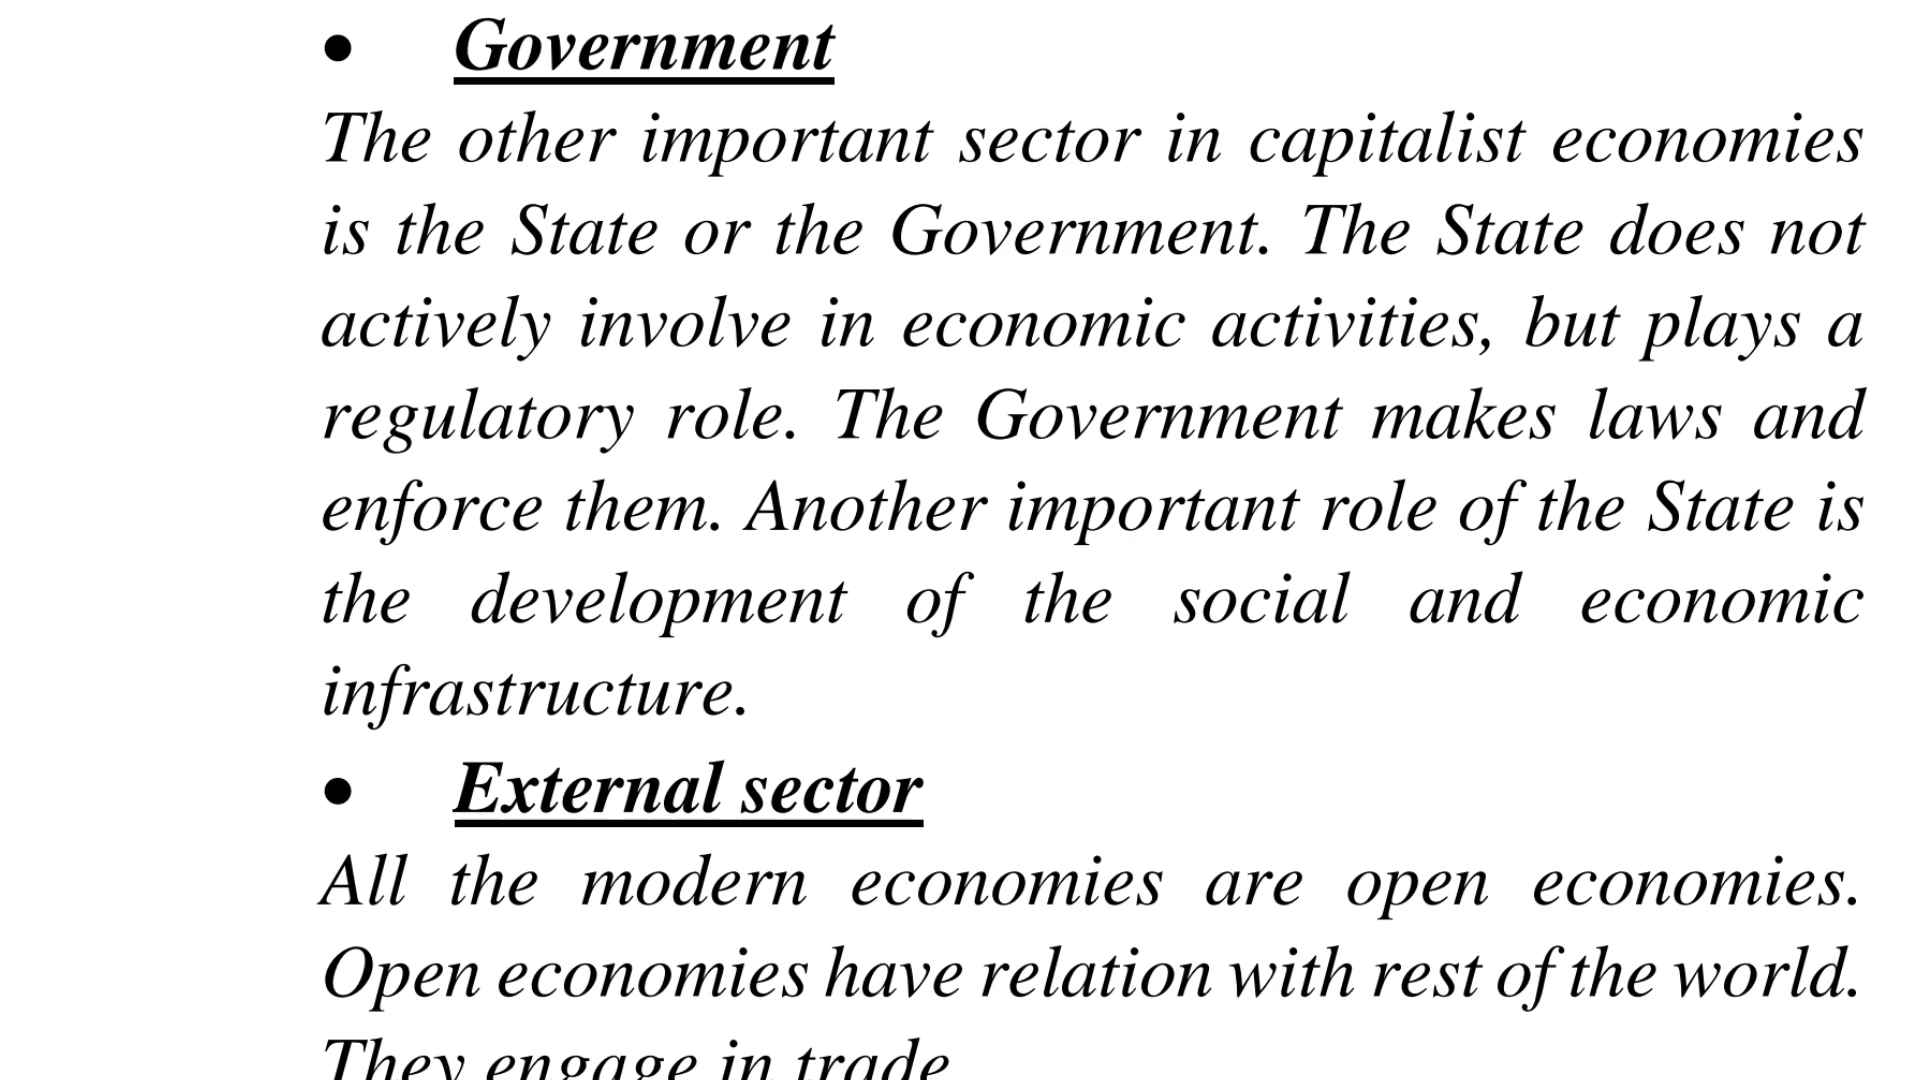 • Government
The other important sector in capitalist economies
is the State or the Government. The State does not
actively involve in economic activities, but plays a
regulatory role. The Government makes laws and
enforce them. Another important role of the State is
the development of the social and economic
infrastructure.
• External sector
All the modern economies are open economies.
Open economies have relation with rest of the world.
They engage in trade